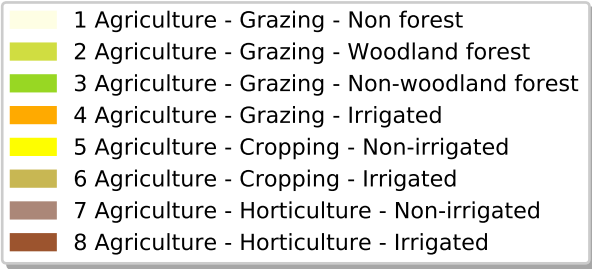 1 Agriculture - Grazing - Non forest
2 Agriculture - Grazing - Woodland forest
3 Agriculture - Grazing - Non-woodland forest
4 Agriculture - Grazing - Irrigated
5 Agriculture - Cropping - Non-irrigated
6 Agriculture - Cropping - Irrigated
7 Agriculture - Horticulture - Non-irrigated
8 Agriculture - Horticulture - Irrigated